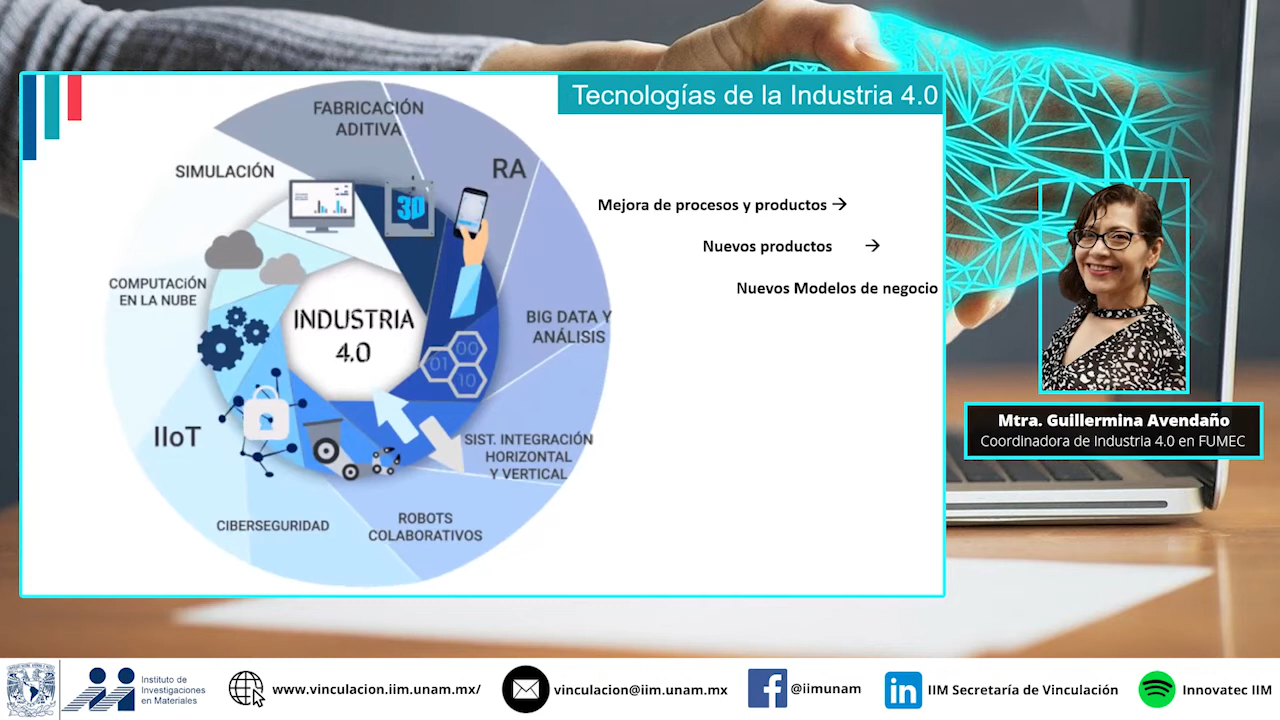 Tecnologías de la Industria 4.0
FABRICACIÓN
ADITIVA
SIMULACIÓN
RA
3D
COMPUTACIóN
EN LA NUBE
INDUSTRIA
4.0
BIG DATA Y
ANÁLISIS
00
01
10
IIoT
SIST. INTEGRACIÓN
HORIZONTAL
Y VERTICAL
CIBERSEGURIDAD
ROBOTS
COLABORATIVOS
Mejora de procesos y productos →
Nuevos productos →
Nuevos Modelos de negocio
Mtra. Guillermina Avendaño
Coordinadora de Industria 4.0 en FUMEC
Instituto de
Investigaciones
en Materiales
www.vinculacion.iim.unam.mx/
vinculacion@iim.unam.mx
@iimunam
in
IIM Secretaría de Vinculación
Innovatec IIM